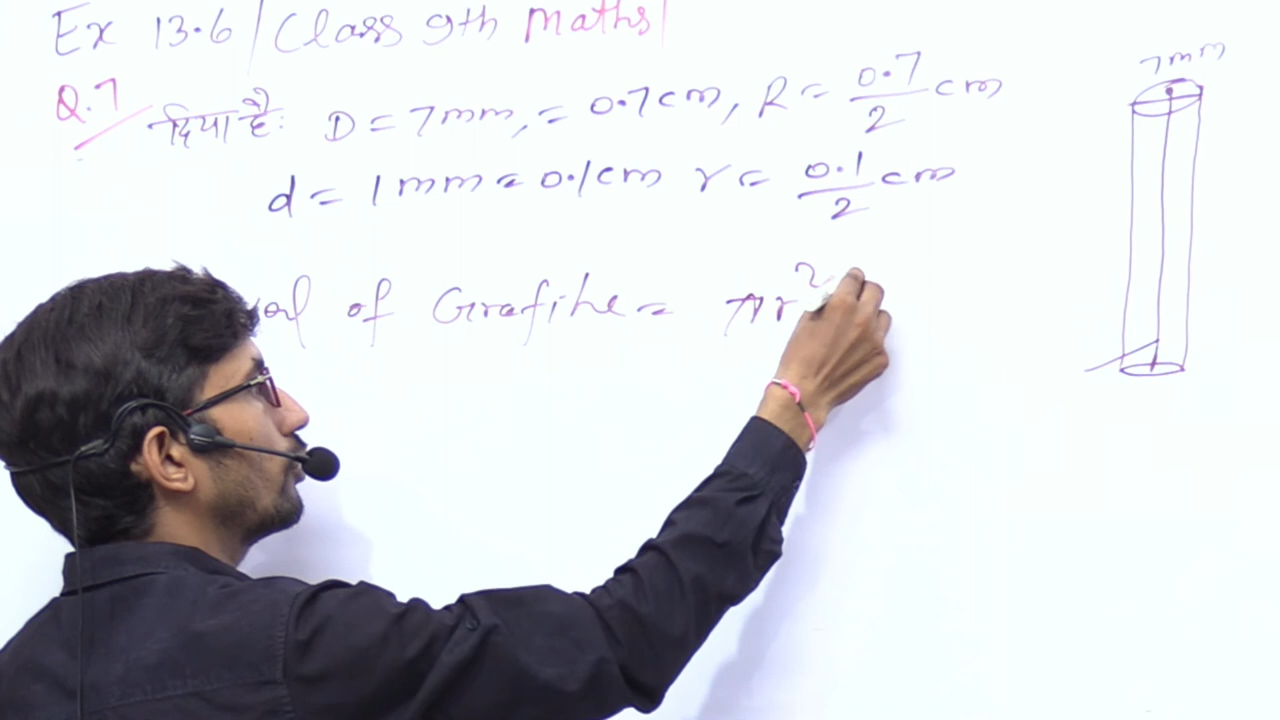 Ex 13.6 | Class 9th Maths |
7mm
Q.7 दिया है: D = 7mm, = 0.7cm, R = 0.7/2 cm
d = 1mm = 0.1cm r = 0.1/2 cm
of Grafihe = πr²